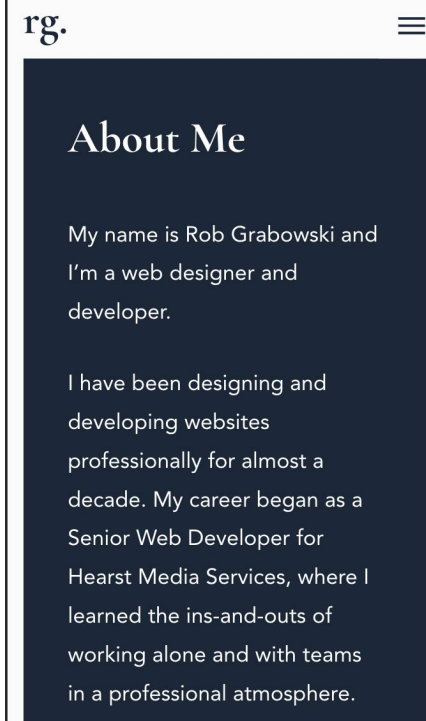 rg.
About Me
My name is Rob Grabowski and
I’m a web designer and
developer.
I have been designing and
developing websites
professionally for almost a
decade. My career began as a
Senior Web Developer for
Hearst Media Services, where I
learned the ins-and-outs of
working alone and with teams
in a professional atmosphere.